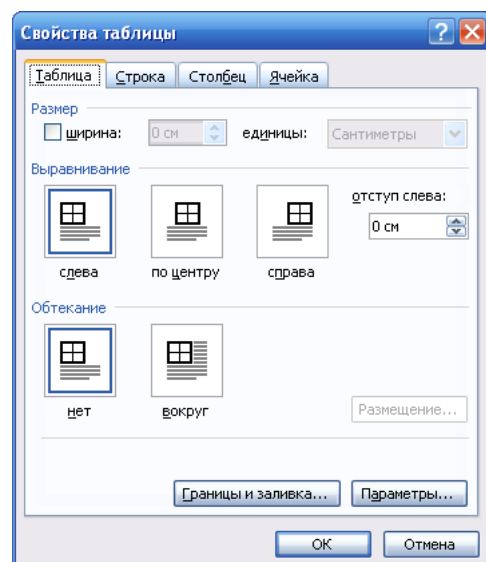 Свойства таблицы
Таблица Строка Столбец Ячейка
Размер
ширина: 0 см единицы: Сантиметры
Выравнивание
отступ слева:
0 см
слева по центру справа
Обтекание
нет вокруг Размещение...
Границы и заливка... Параметры...
ОК Отмена